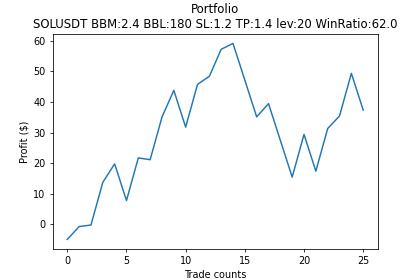 Portfolio
SOLUSDT BBM:2.4 BBL:180 SL:1.2 TP:1.4 lev:20 WinRatio:62.0
60
50
40
30
20
10
0
Profit ($)
0 5 10 15 20 25
Trade counts